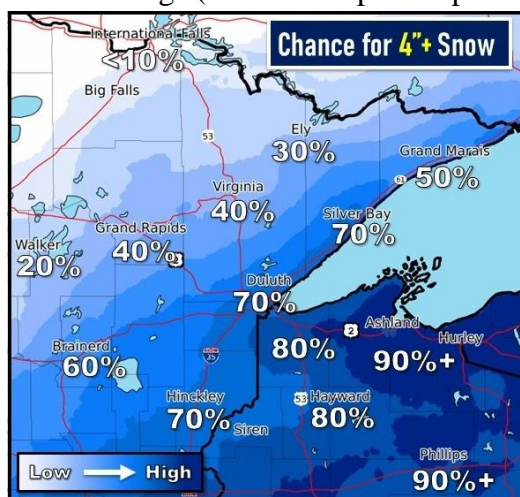 Chance for 4"+ Snow
International Falls
<10%
Big Falls
53
Ely
30%
Grand Marais
50%
61
Virginia
40%
Silver Bay
70%
Grand Rapids
40%
Walker
20%
Duluth
70%
2
Ashland
90%+
Hurley
80%
Brainerd
60%
35
Hinckley
70%
53
Hayward
80%
Siren
Phillips
90%+
Low
High